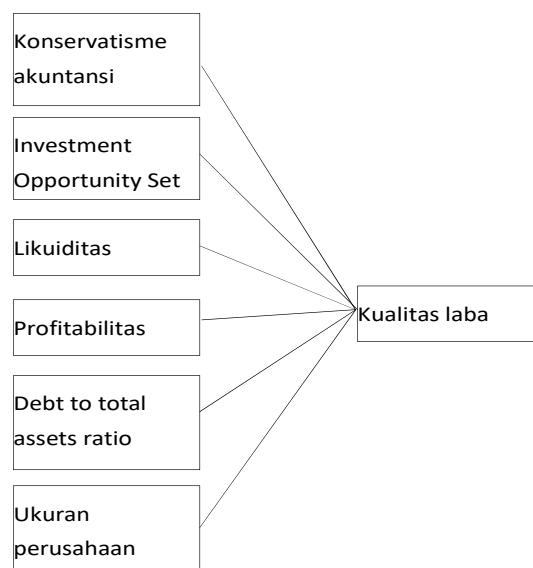 Konservatisme
akuntansi
Investment
Opportunity Set
Likuiditas
Kualitas laba
Profitabilitas
Debt to total
assets ratio
Ukuran
perusahaan